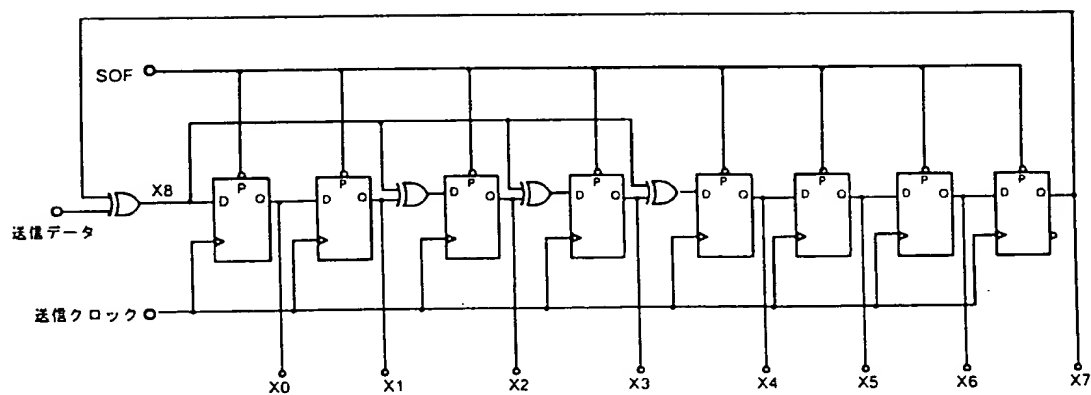 SOF
X8
P P P P P P P P
D Q D Q D Q D Q D Q D Q D Q D Q
送信データ
送信クロック
X0 X1 X2 X3 X4 X5 X6 X7